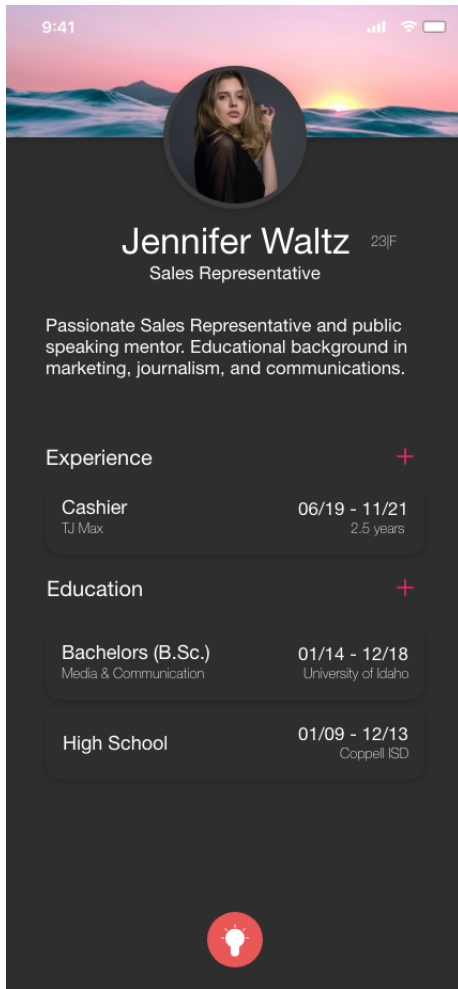 9:41
Jennifer Waltz 23|F
Sales Representative
Passionate Sales Representative and public
speaking mentor. Educational background in
marketing, journalism, and communications.
Experience +
Cashier 06/19 - 11/21
TJ Max 2.5 years
Education +
Bachelors (B.Sc.) 01/14 - 12/18
Media & Communication University of Idaho
High School 01/09 - 12/13
Coppell ISD